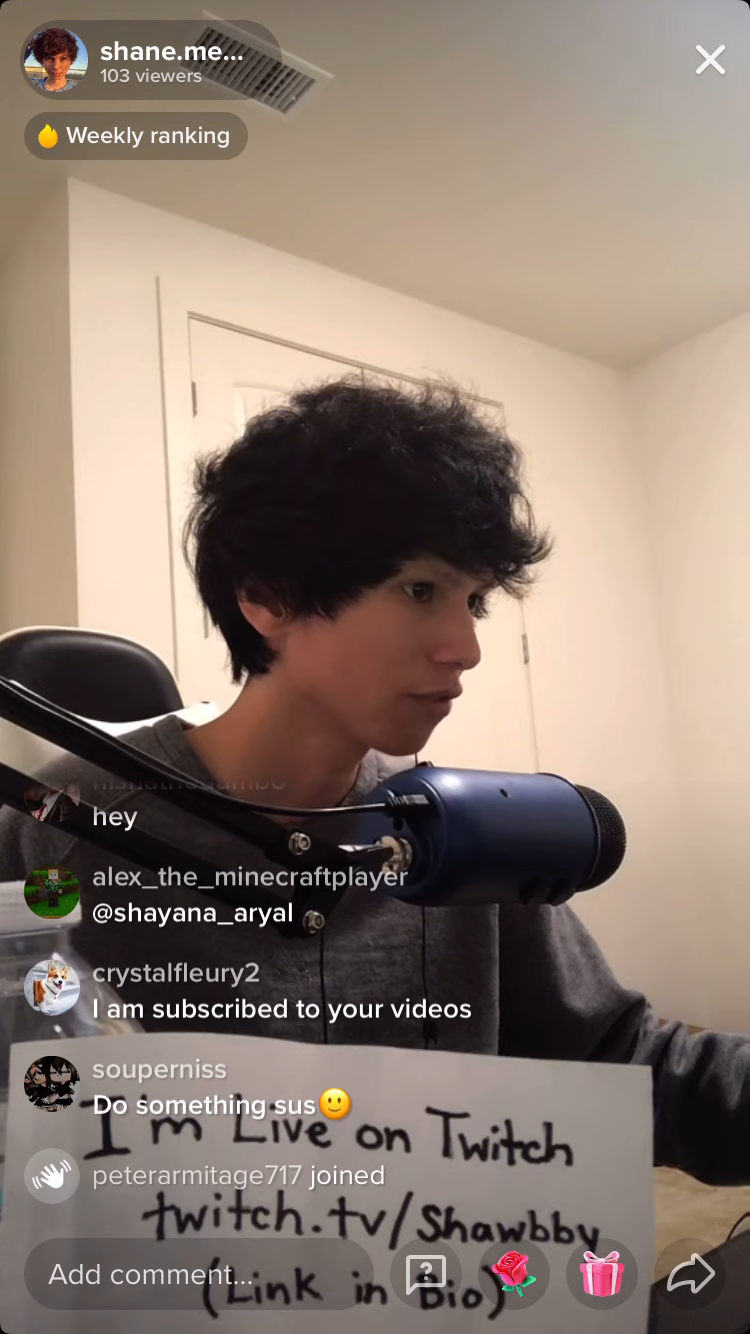 shane.me...
103 viewers
Weekly ranking
hey
alex_the_minecraftplayer
@shayana_aryal
crystalfleury2
I am subscribed to your videos
souperniss
Do something sus🙂
I'm Live on Twitch
peterarmitage717 joined
twitch.tv/Shawbby
Add comment...
(Link in Bio)